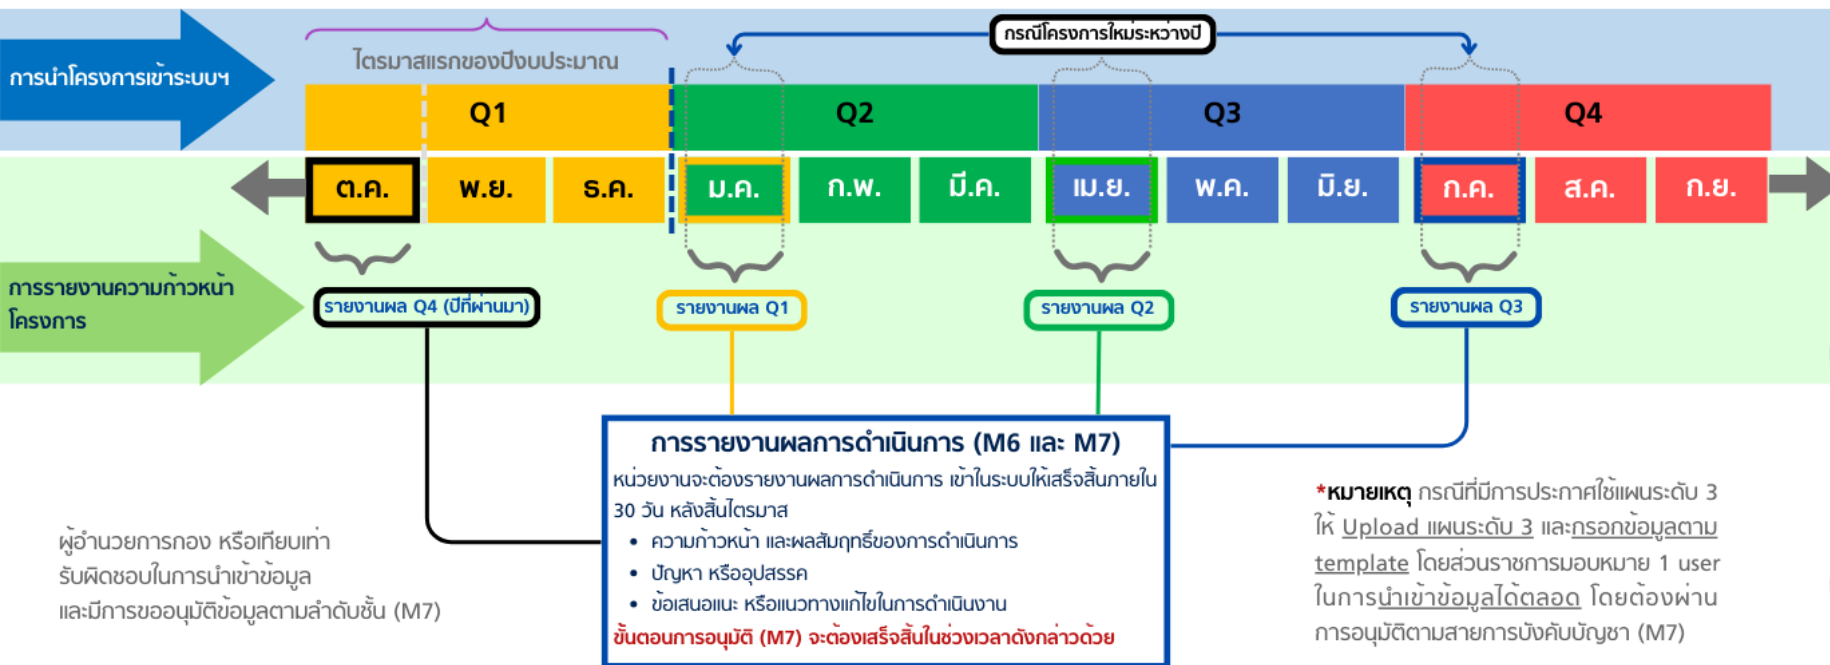 การนำโครงการเข้าระบบฯ
ไตรมาสแรกของปีงบประมาณ
กรณีโครงการใหม่ระหว่างปี
Q1
Q2
Q3
Q4
ต.ค.
พ.ย.
ธ.ค.
ม.ค.
ก.พ.
มี.ค.
เม.ย.
พ.ค.
มิ.ย.
ก.ค.
ส.ค.
ก.ย.
การรายงานความก้าวหน้า
โครงการ
รายงานผล Q4 (ปีที่ผ่านมา)
รายงานผล Q1
รายงานผล Q2
รายงานผล Q3
การรายงานผลการดำเนินการ (M6 และ M7)
หน่วยงานจะต้องรายงานผลการดำเนินการ เข้าในระบบให้เสร็จสิ้นภายใน
30 วัน หลังสิ้นไตรมาส
• ความก้าวหน้า และผลสัมฤทธิ์ของการดำเนินการ
• ปัญหา หรืออุปสรรค
• ข้อเสนอแนะ หรือแนวทางแก้ไขในการดำเนินงาน
ขั้นตอนการอนุมัติ (M7) จะต้องเสร็จสิ้นในช่วงเวลาดังกล่าวด้วย
ผู้อำนวยการกอง หรือเทียบเท่า
รับผิดชอบในการนำเข้าข้อมูล
และมีการขออนุมัติข้อมูลตามลำดับชั้น (M7)
*หมายเหตุ กรณีที่มีการประกาศใช้แผนระดับ 3
ให้ Upload แผนระดับ 3 และกรอกข้อมูลตาม
template โดยส่วนราชการมอบหมาย 1 user
ในการนำเข้าข้อมูลได้ตลอด โดยต้องผ่าน
การอนุมัติตามสายการบังคับบัญชา (M7)